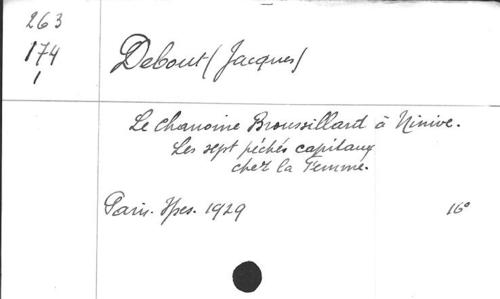 263
174
1
Debout (Jacques)
Le Chanoine Broussillard à Ninive.
Les sept péchés capitaux
chez la Femme.
Paris. Spes. 1929
16°